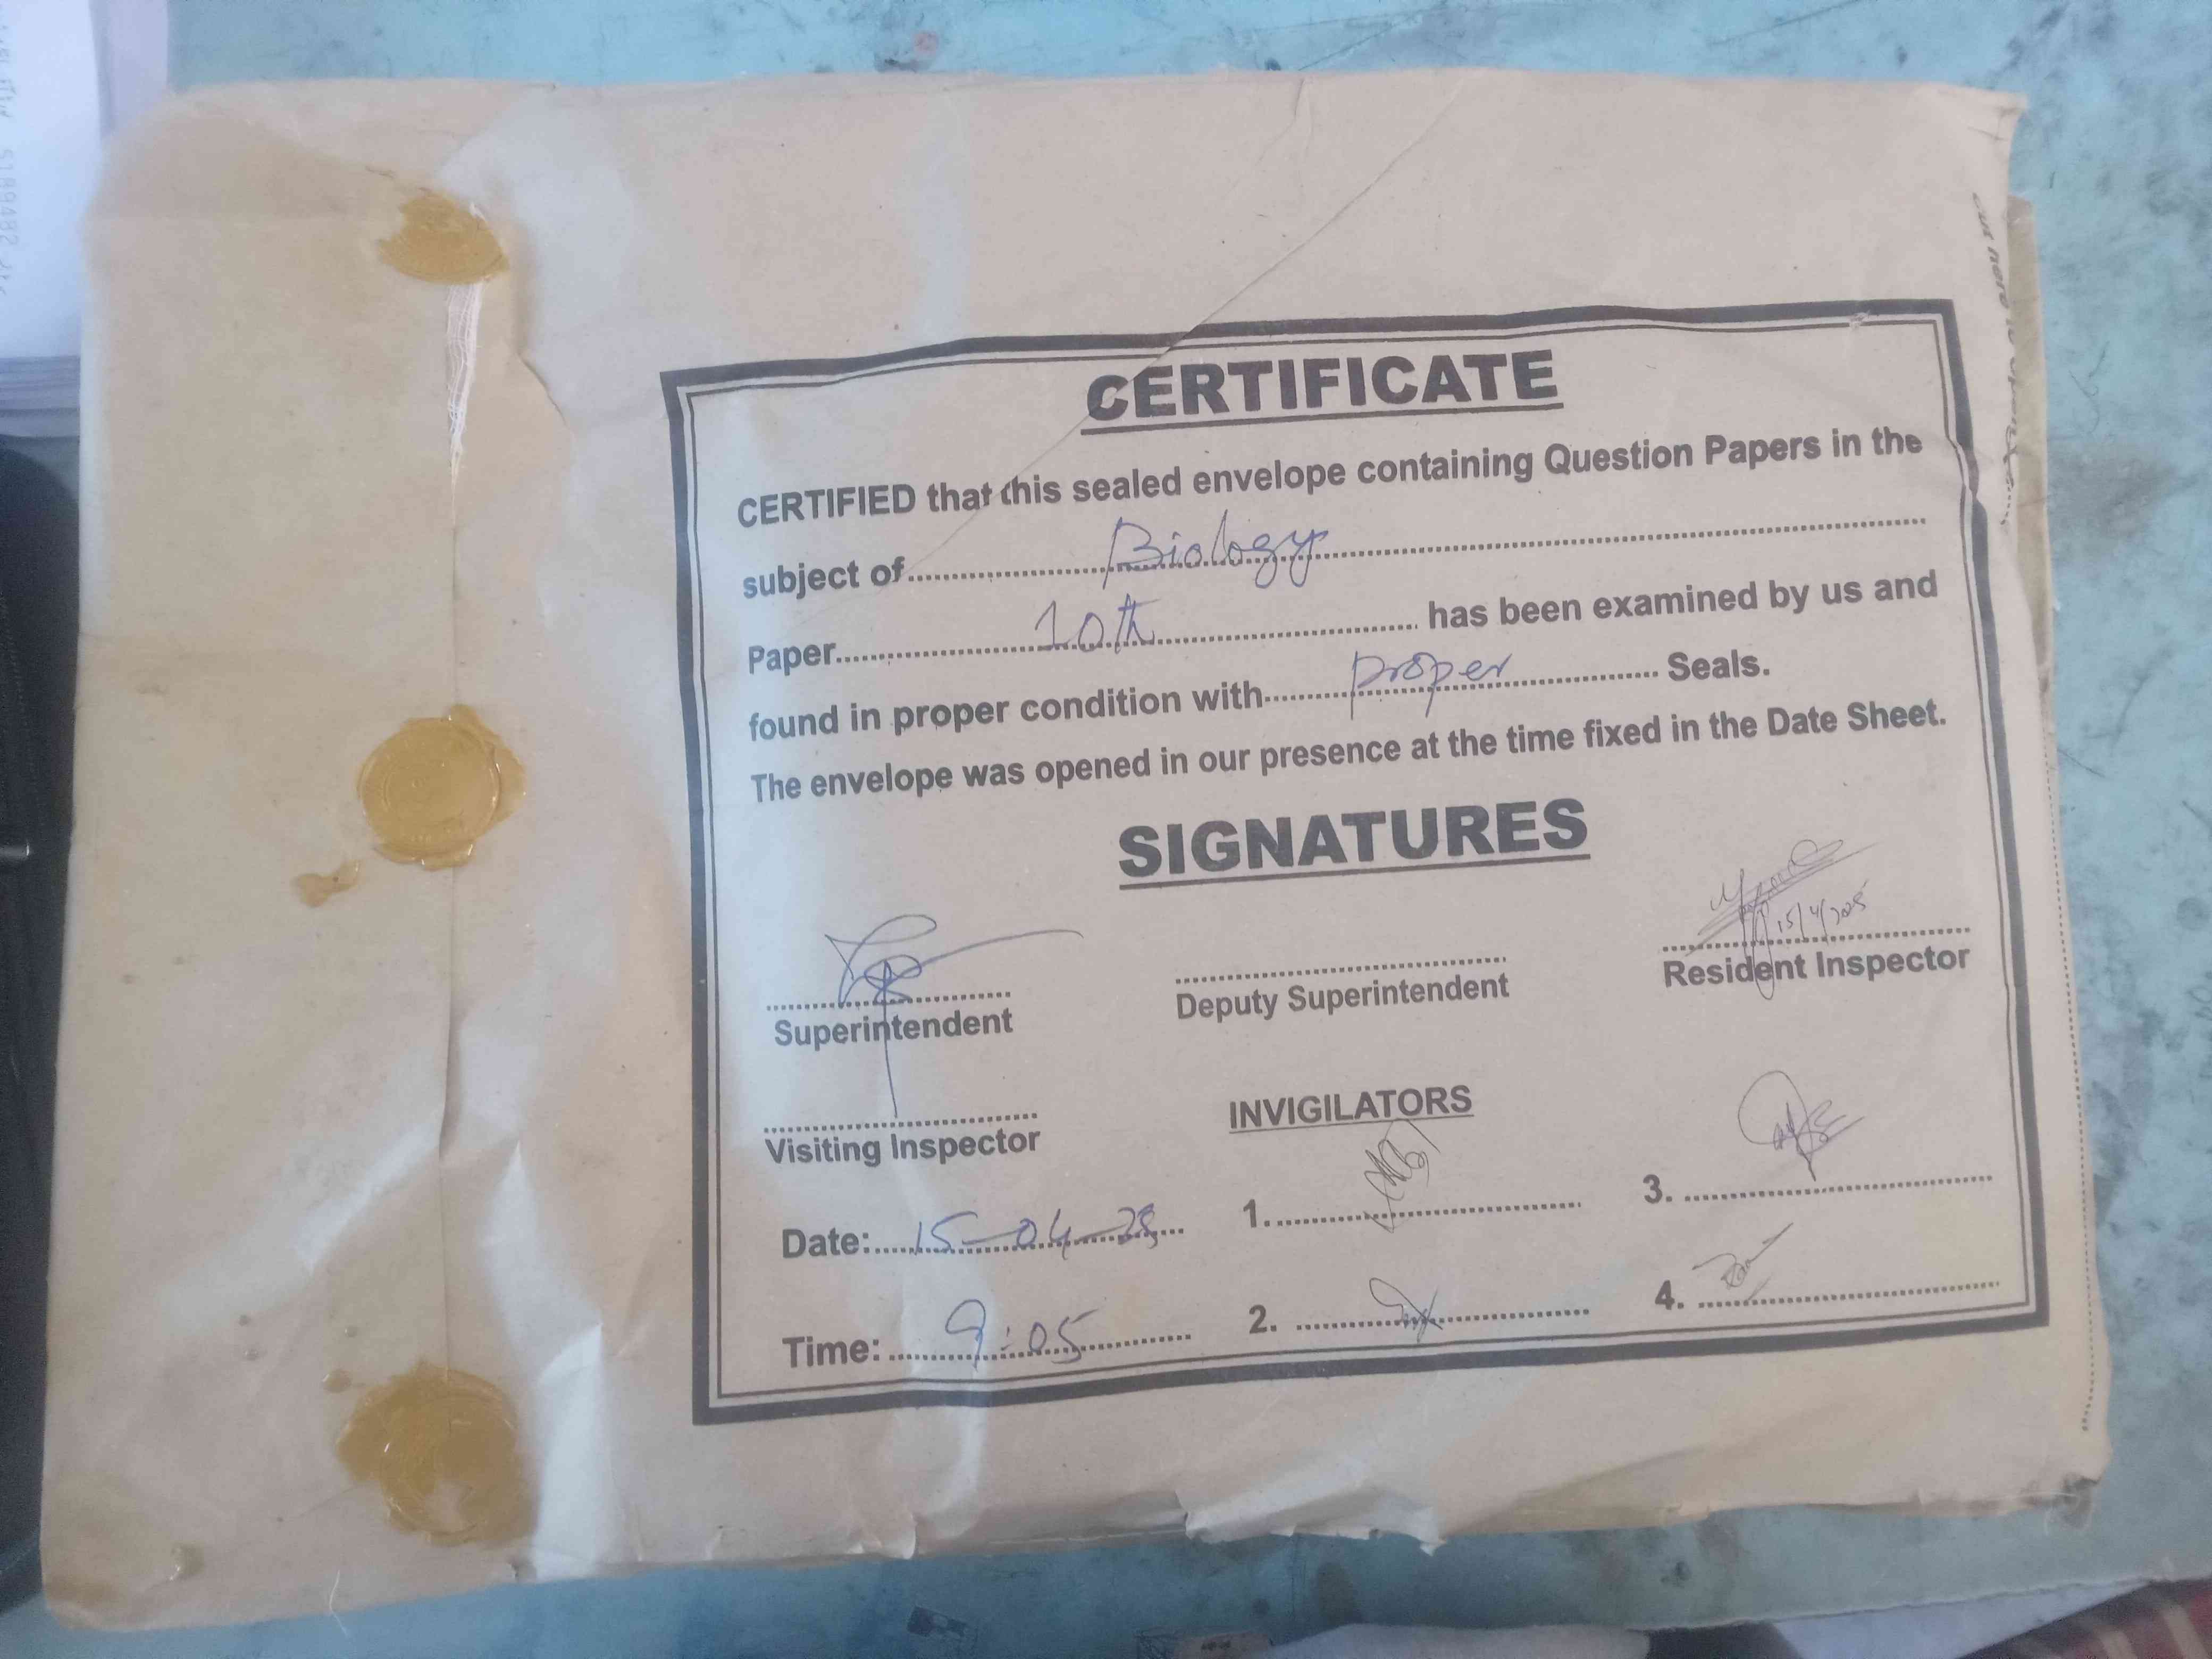 CERTIFICATE
CERTIFIED that this sealed envelope containing Question Papers in the
subject of Biology
Paper 10th has been examined by us and
found in proper condition with proper Seals.
The envelope was opened in our presence at the time fixed in the Date Sheet.
SIGNATURES
15/4/2025
Superintendent
Deputy Superintendent
Resident Inspector
Visiting Inspector
INVIGILATORS
Date: 15-04-25
1.
3.
Time: 9:05
2.
4.